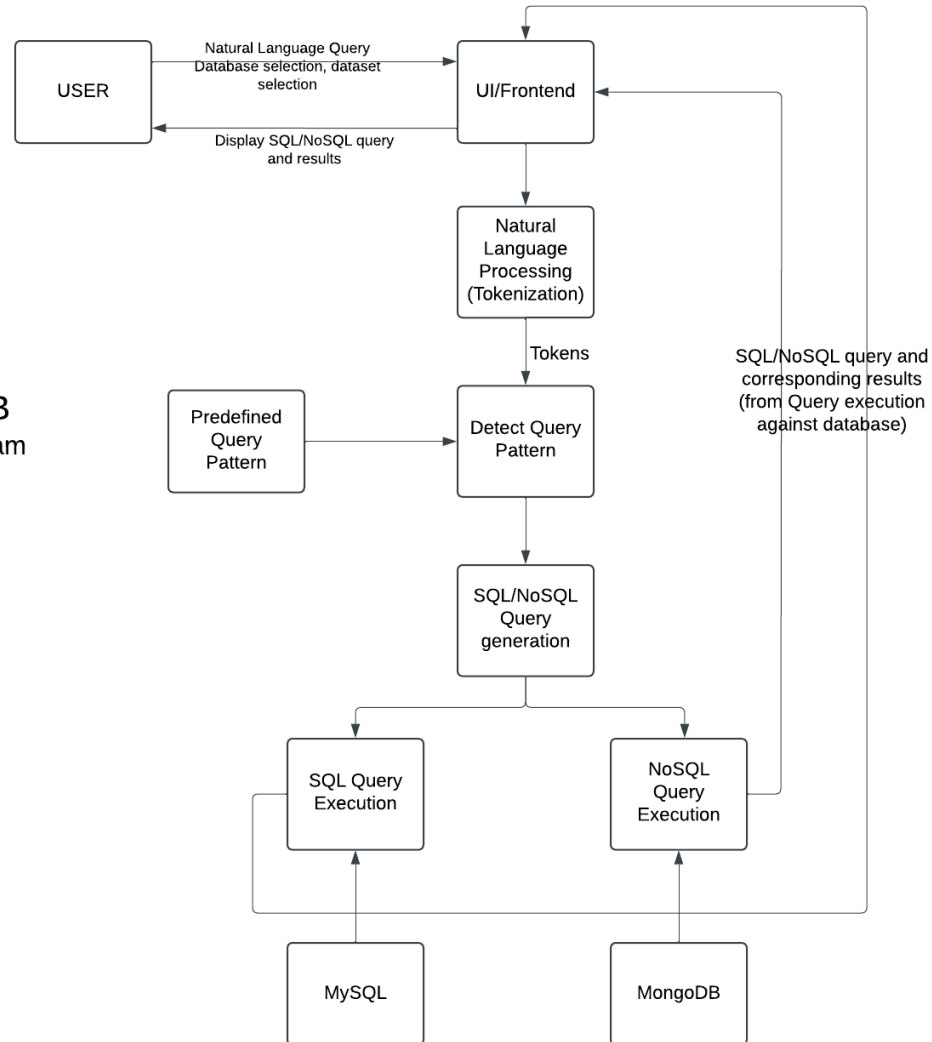 USER
Natural Language Query
Database selection, dataset
selection
UI/Frontend
Display SQL/NoSQL query
and results
Natural
Language
Processing
(Tokenization)
Tokens
SQL/NoSQL query and
corresponding results
(from Query execution
against database)
Predefined
Query
Pattern
Detect Query
Pattern
SQL/NoSQL
Query
generation
SQL Query
Execution
NoSQL
Query
Execution
MySQL
MongoDB